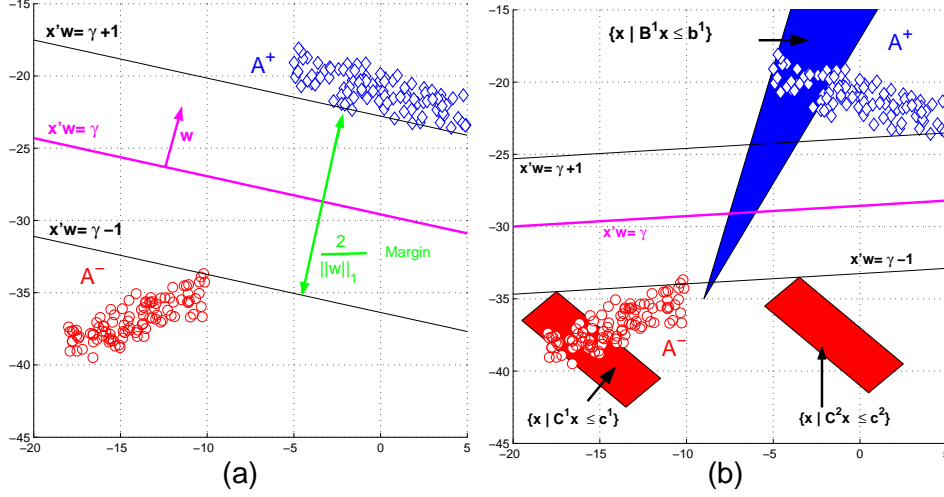 x'w= γ+1
A⁺
x'w= γ
w
x'w= γ −1
2
||w||₁
Margin
A⁻
−15
−20
−25
−30
−35
−40
−45
−20
−15
−10
−5
0
5
(a)
{x | B¹x ≤ b¹}
A⁺
x'w= γ +1
x'w= γ
x'w= γ −1
A⁻
{x | C¹x ≤ c¹}
{x | C²x ≤ c²}
−15
−20
−25
−30
−35
−40
−45
−20
−15
−10
−5
0
5
(b)